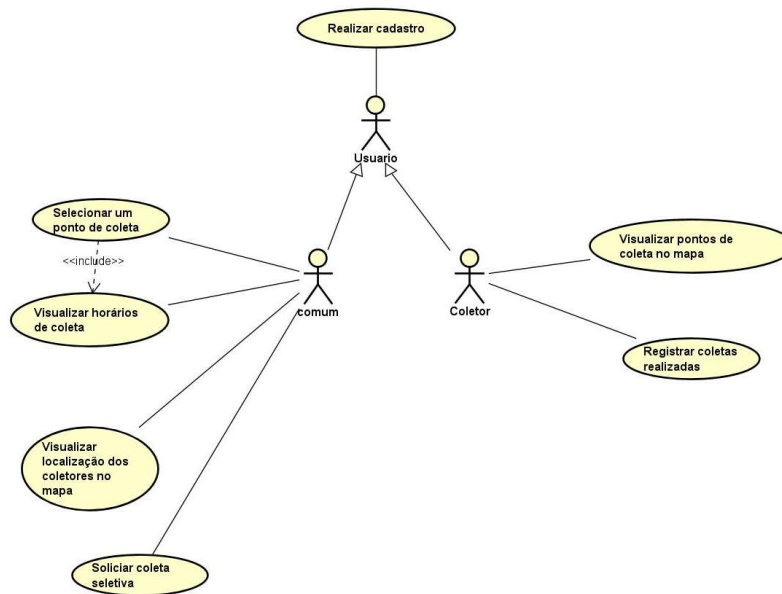 Realizar cadastro
Usuario
Selecionar um
ponto de coleta
<<include>>
Visualizar horários
de coleta
comum
Coletor
Visualizar pontos de
coleta no mapa
Registrar coletas
realizadas
Visualizar
localização dos
coletores no
mapa
Soliciar coleta
seletiva